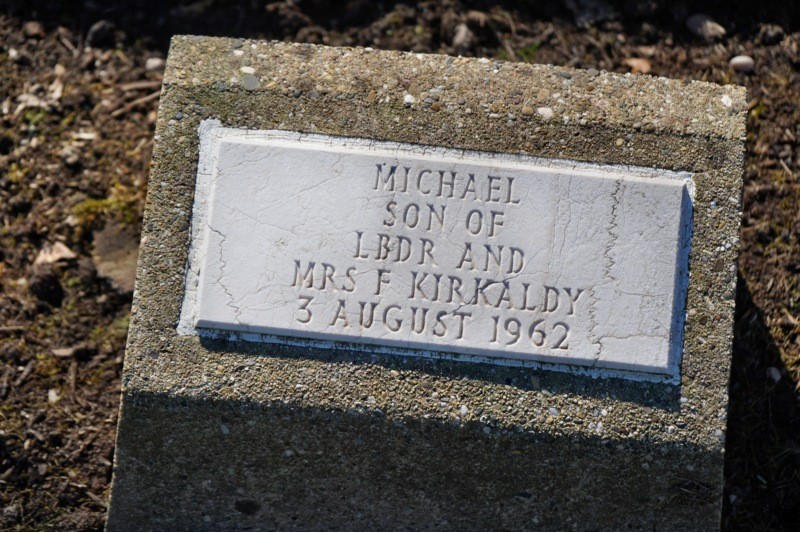 MICHAEL
SON OF
LBDR AND
MRS F KIRKALDY
3 AUGUST 1962